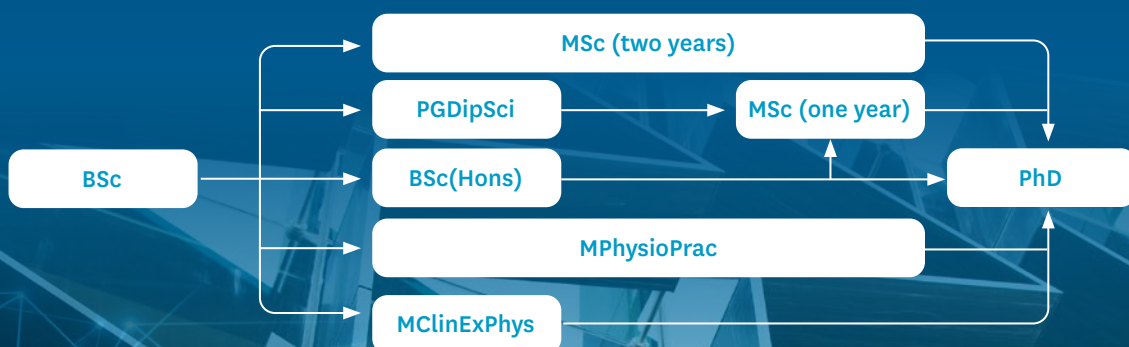 MSc (two years)
PGDipSci
MSc (one year)
BSc
BSc(Hons)
PhD
MPhysioPrac
MClinExPhys